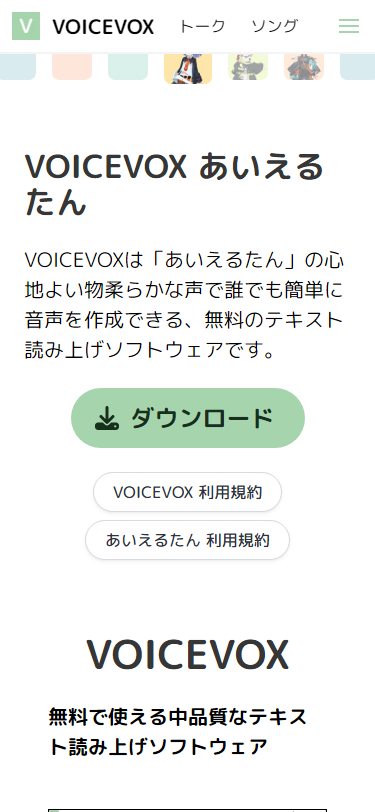 V VOICEVOX トーク ソング
VOICEVOX あいえる
たん
VOICEVOXは「あいえるたん」の心
地よい物柔らかな声で誰でも簡単に
音声を作成できる、無料のテキスト
読み上げソフトウェアです。
ダウンロード
VOICEVOX 利用規約
あいえるたん 利用規約
VOICEVOX
無料で使える中品質なテキス
ト読み上げソフトウェア